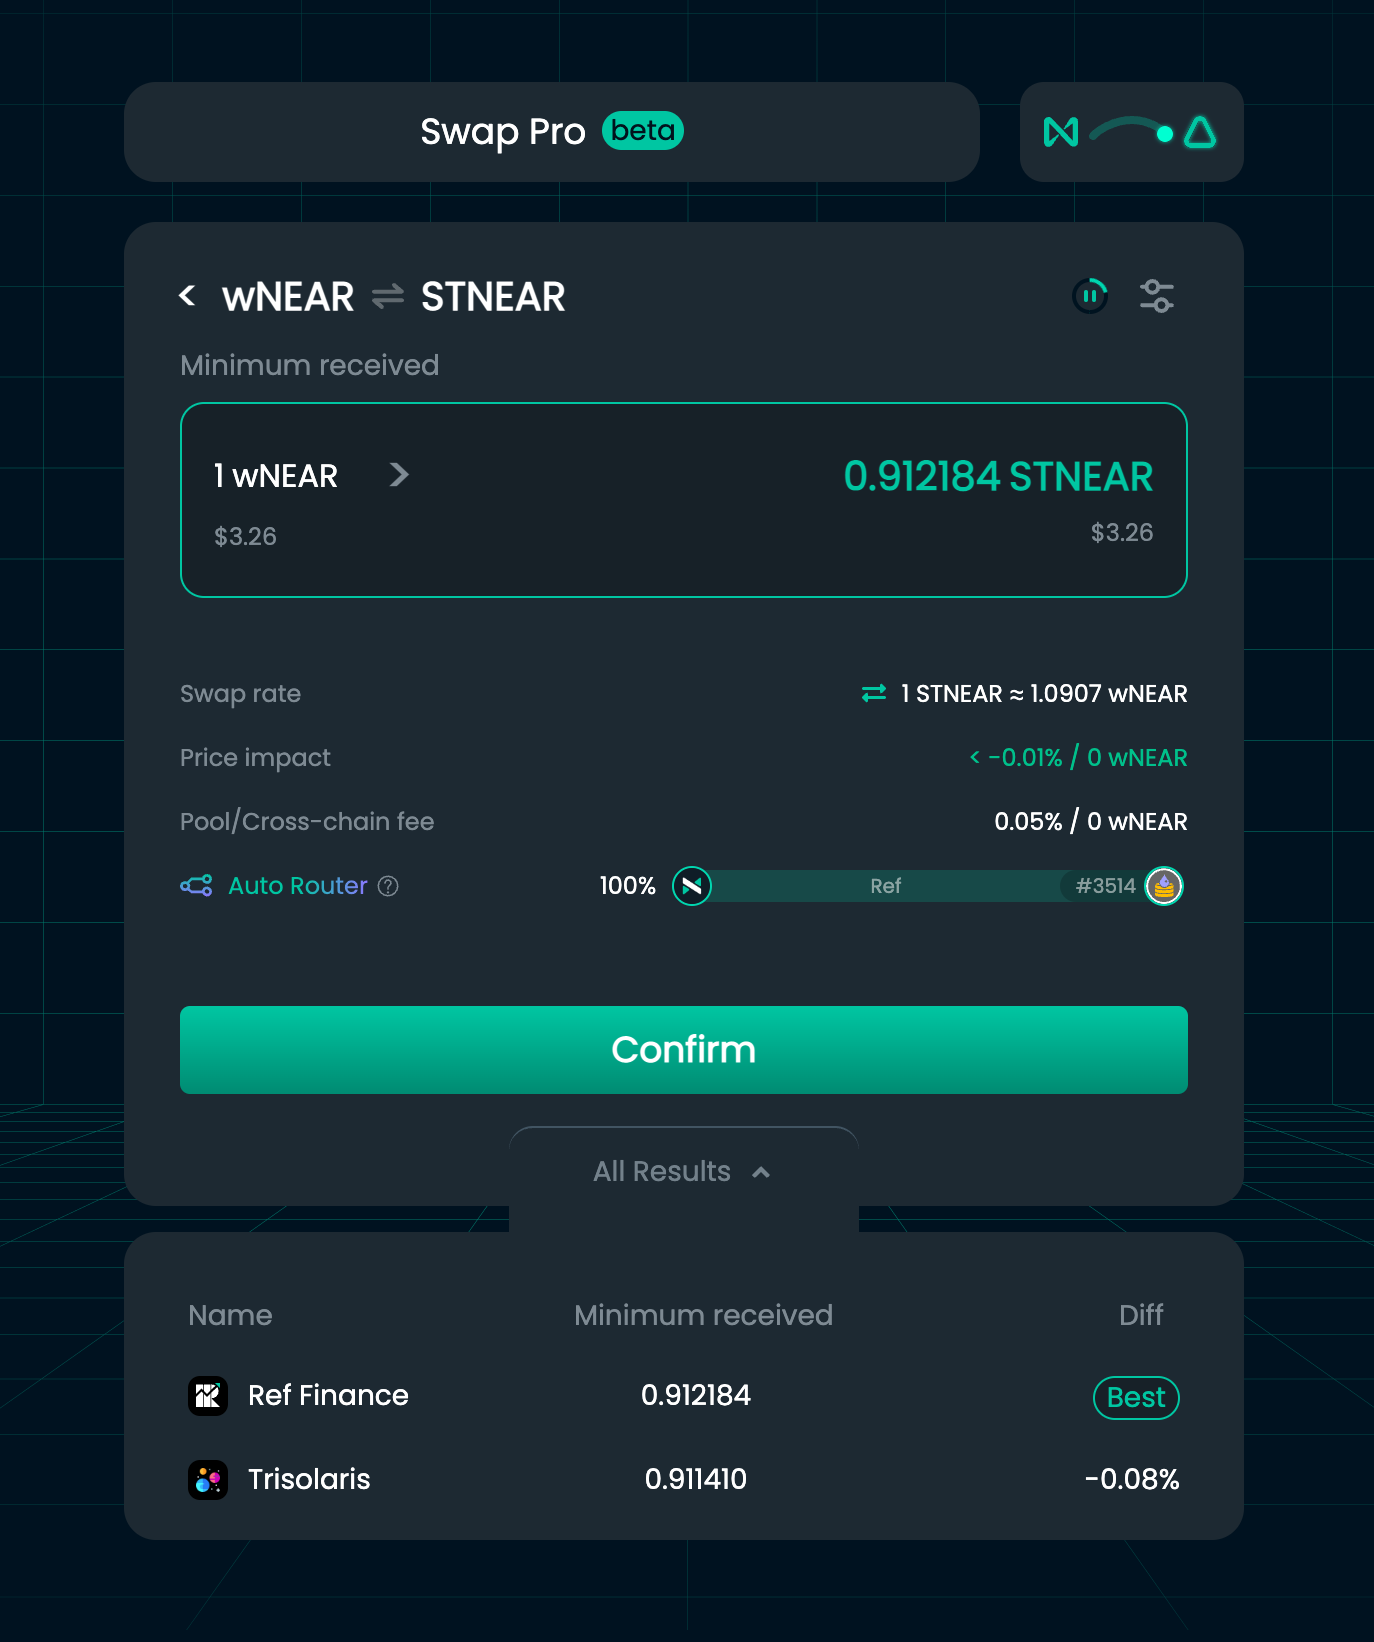 Swap Pro beta
< wNEAR ⇌ STNEAR
Minimum received
1 wNEAR > 0.912184 STNEAR
$3.26 $3.26
Swap rate 1 STNEAR ≈ 1.0907 wNEAR
Price impact < -0.01% / 0 wNEAR
Pool/Cross-chain fee 0.05% / 0 wNEAR
Auto Router ? 100% Ref #3514
Confirm
All Results
Name Minimum received Diff
Ref Finance 0.912184 Best
Trisolaris 0.911410 -0.08%